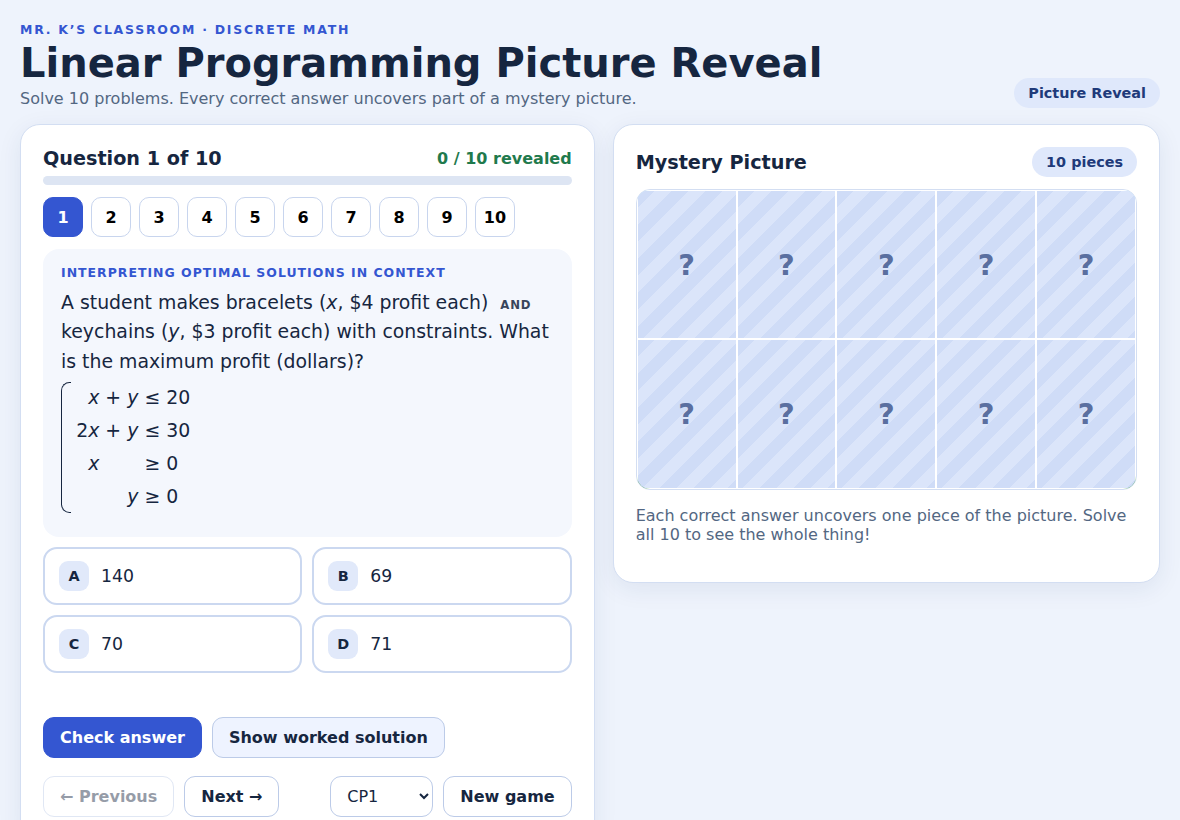 MR. K’S CLASSROOM · DISCRETE MATH
Linear Programming Picture Reveal
Solve 10 problems. Every correct answer uncovers part of a mystery picture.
Picture Reveal
Question 1 of 10
0 / 10 revealed
1 2 3 4 5 6 7 8 9 10
INTERPRETING OPTIMAL SOLUTIONS IN CONTEXT
A student makes bracelets (x, $4 profit each) AND
keychains (y, $3 profit each) with constraints. What
is the maximum profit (dollars)?
x + y ≤ 20
2x + y ≤ 30
x ≥ 0
y ≥ 0
A 140
B 69
C 70
D 71
Check answer
Show worked solution
← Previous
Next →
CP1
New game
Mystery Picture
10 pieces
? ? ? ? ?
? ? ? ? ?
Each correct answer uncovers one piece of the picture. Solve
all 10 to see the whole thing!